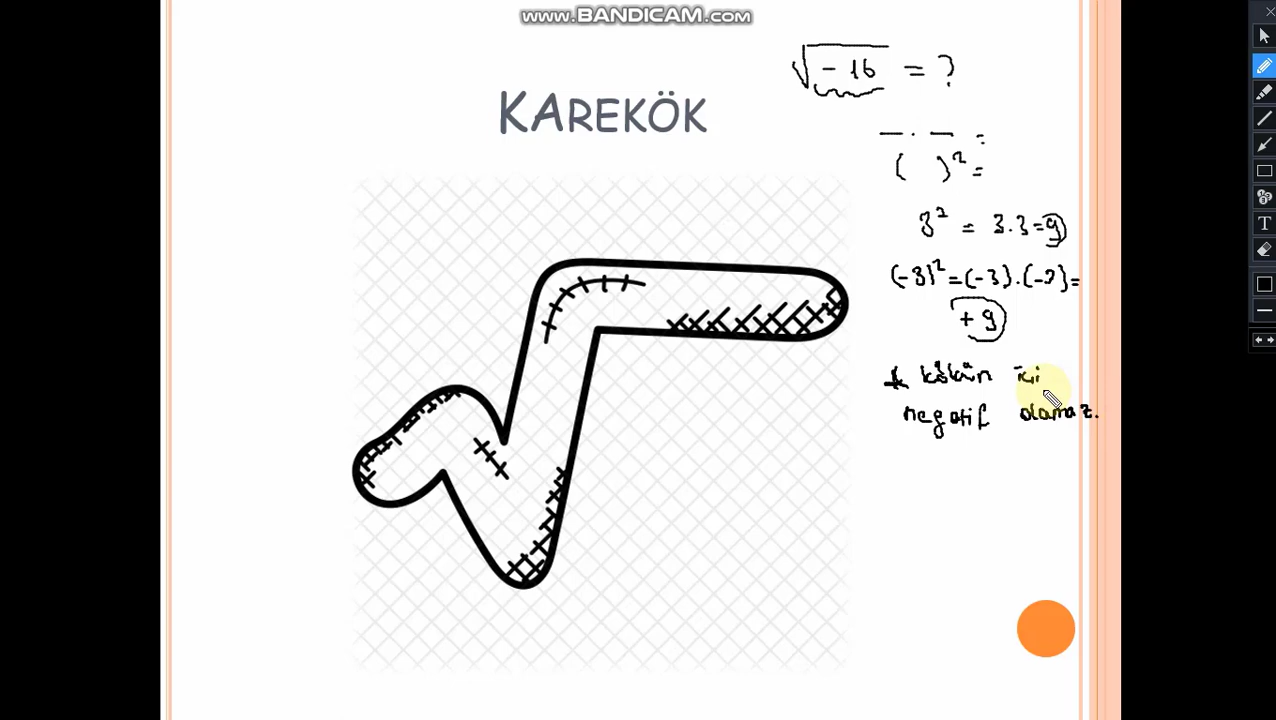 www.BANDICAM.com
KAREKÖK
√-16 = ?
_ . _ =
( )² =
3² = 3.3=9
(-3)² =(-3).(-3)=
+9
* kökün içi
negatif olamaz.
T